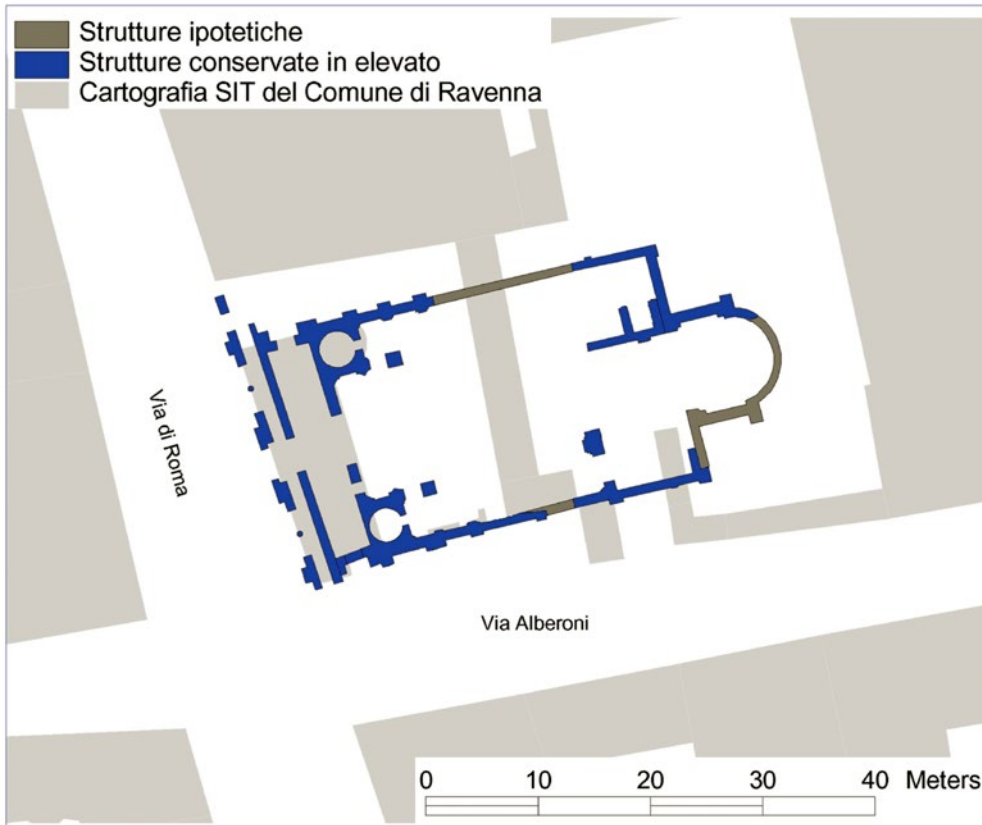 Strutture ipotetiche
Strutture conservate in elevato
Cartografia SIT del Comune di Ravenna
Via di Roma
Via Alberoni
0 10 20 30 40 Meters